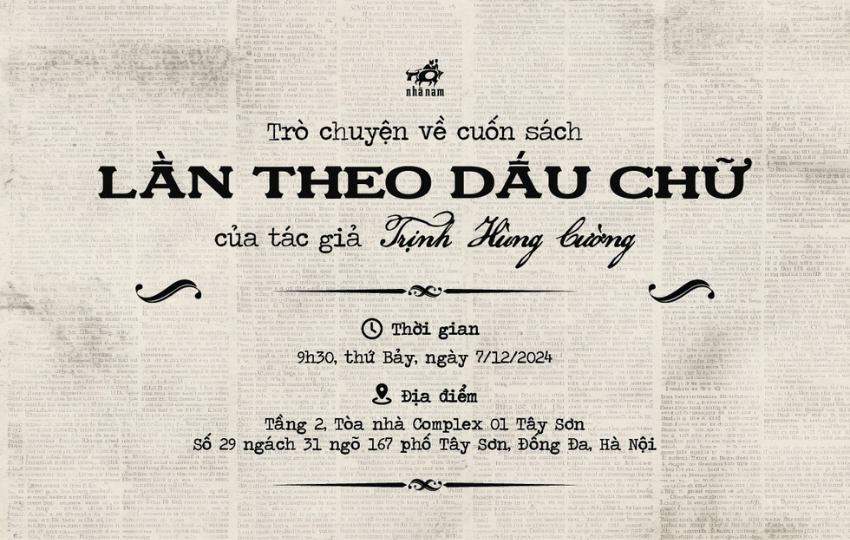 nhã nam
Trò chuyện về cuốn sách
LẦN THEO DẤU CHỮ
của tác giả Trịnh Hùng Cường
Thời gian
9h30, thứ Bảy, ngày 7/12/2024
Địa điểm
Tầng 2, Tòa nhà Complex 01 Tây Sơn
Số 29 ngách 31 ngõ 167 phố Tây Sơn, Đống Đa, Hà Nội